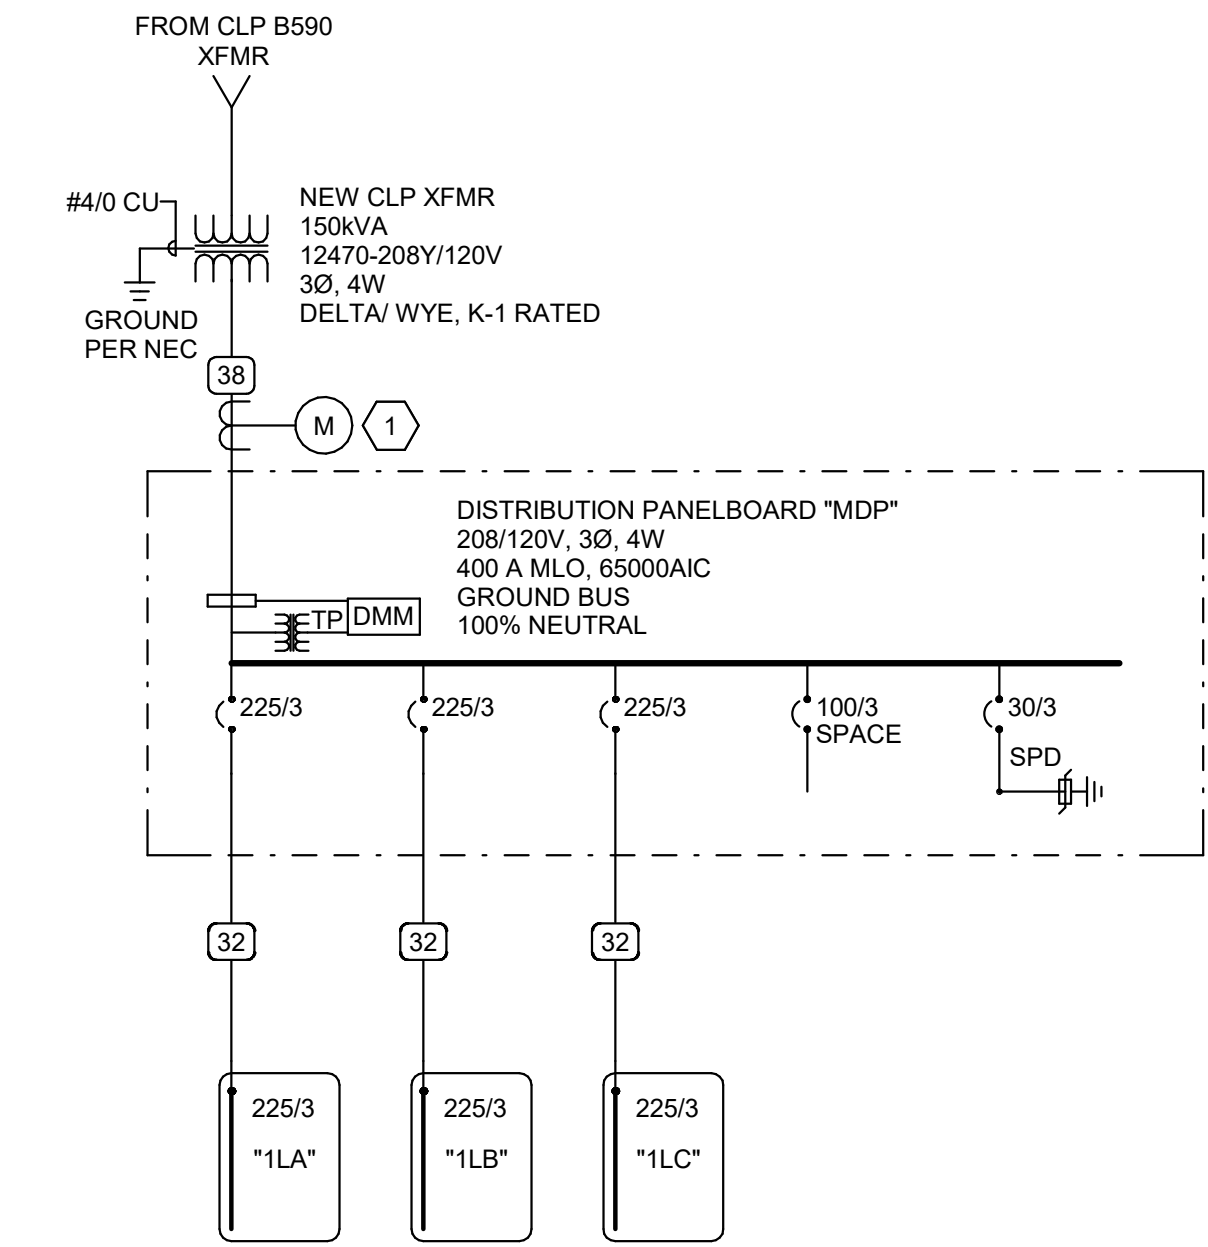 FROM CLP B590
XFMR
#4/0 CU
NEW CLP XFMR
150kVA
12470-208Y/120V
3Ø, 4W
DELTA/ WYE, K-1 RATED
GROUND
PER NEC
38
M
1
DISTRIBUTION PANELBOARD "MDP"
208/120V, 3Ø, 4W
400 A MLO, 65000AIC
GROUND BUS
100% NEUTRAL
TP
DMM
225/3
225/3
225/3
100/3
SPACE
30/3
SPD
32
32
32
225/3
"1LA"
225/3
"1LB"
225/3
"1LC"